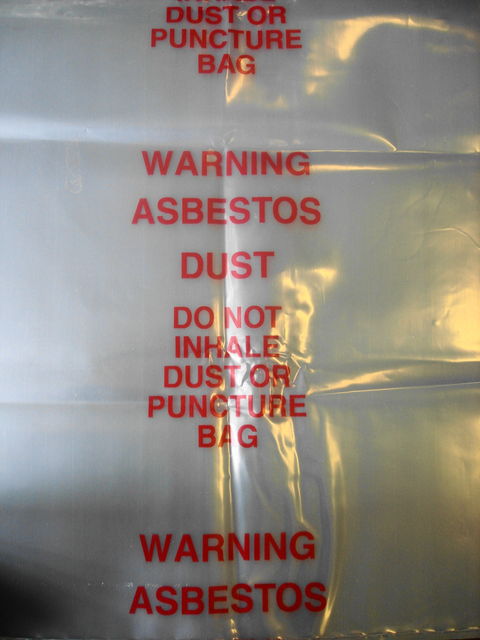 DUST OR
PUNCTURE
BAG
WARNING
ASBESTOS
DUST
DO NOT
INHALE
DUST OR
PUNCTURE
BAG
WARNING
ASBESTOS